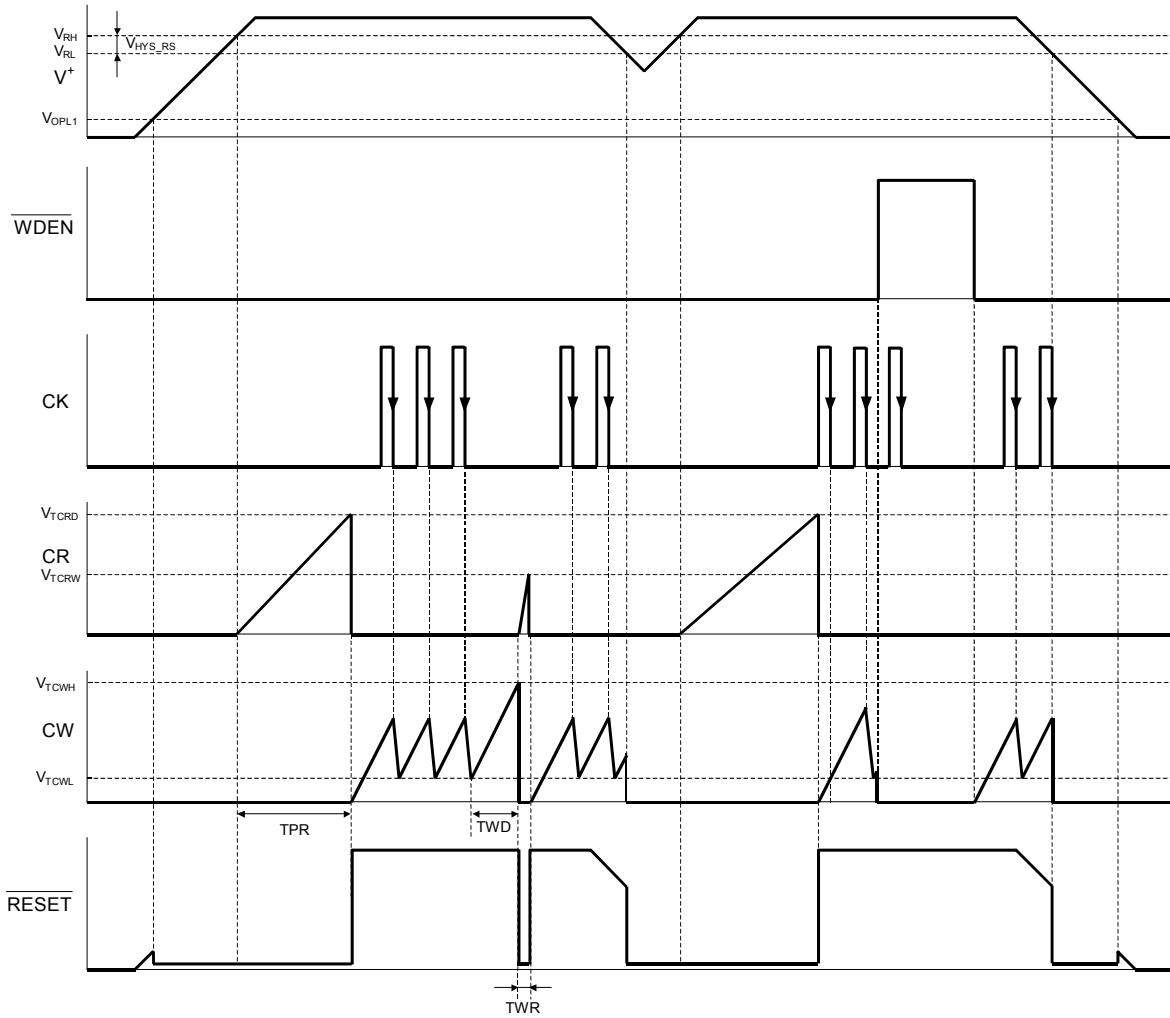 VRH
VHYS_RS
VRL
V+
VOPL1
WDEN
CK
VTCRD
CR
VTCRW
VTCWH
CW
VTCWL
TPR
TWD
RESET
TWR